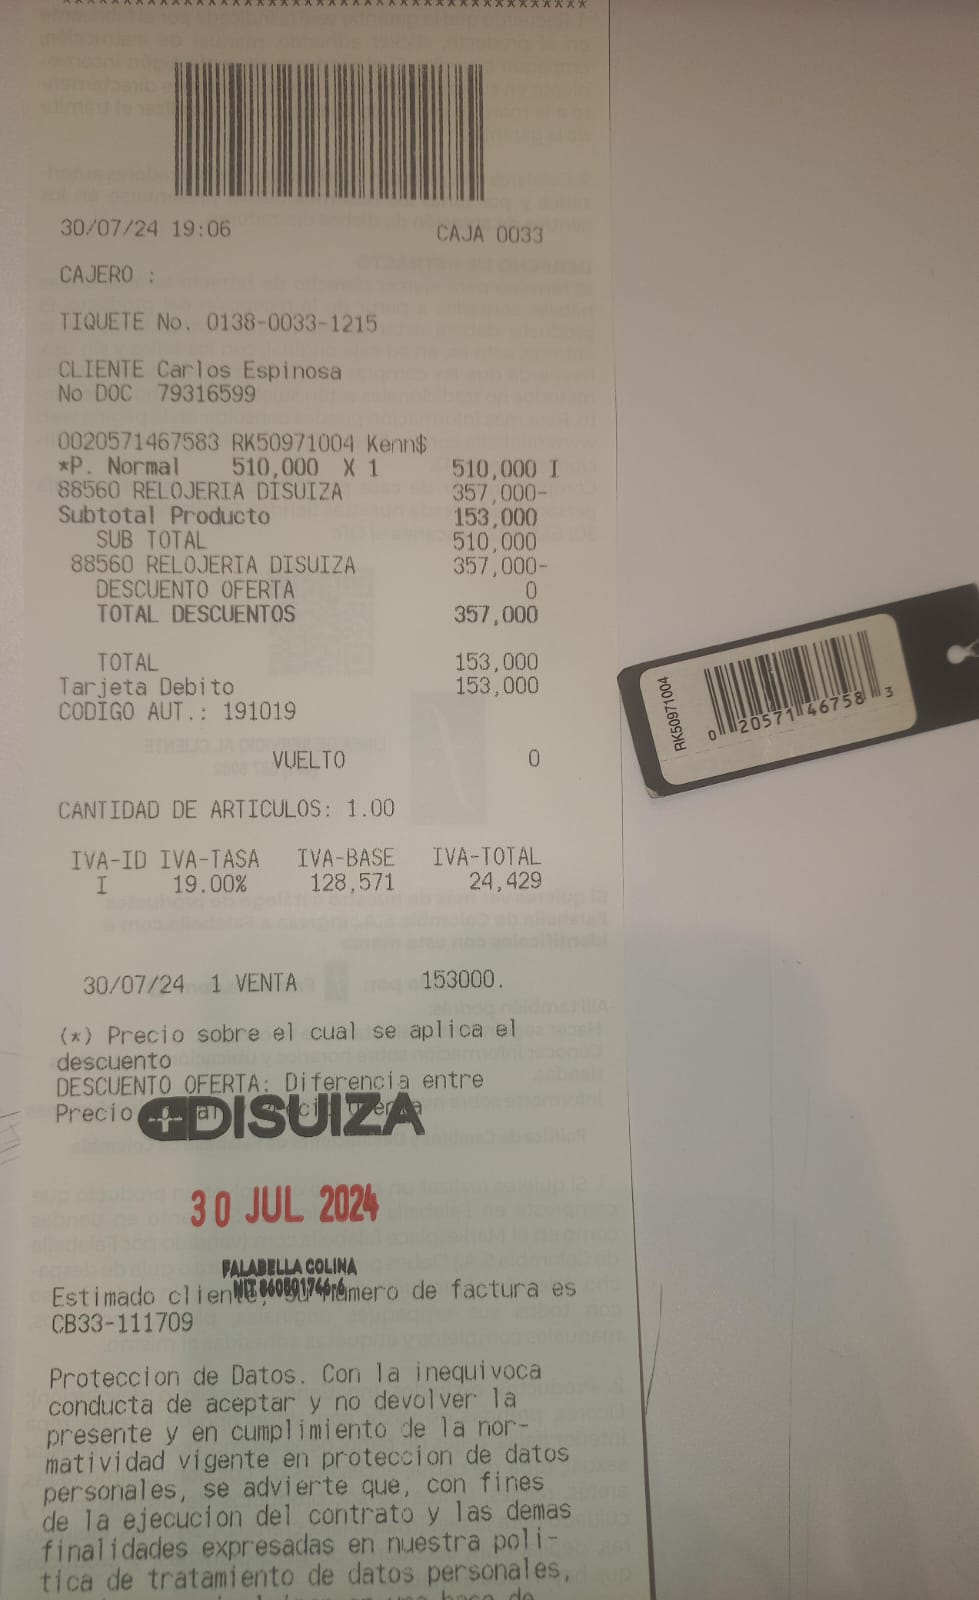 30/07/24 19:06 CAJA 0033
CAJERO :
TIQUETE No. 0138-0033-1215
CLIENTE Carlos Espinosa
No DOC 79316599
0020571467583 RK50971004 Kenn$
*P. Normal 510,000 X 1 510,000 I
88560 RELOJERIA DISUIZA 357,000-
Subtotal Producto 153,000
SUB TOTAL 510,000
88560 RELOJERIA DISUIZA 357,000-
DESCUENTO OFERTA 0
TOTAL DESCUENTOS 357,000
TOTAL 153,000
Tarjeta Debito 153,000
CODIGO AUT.: 191019
VUELTO 0
CANTIDAD DE ARTICULOS: 1.00
IVA-ID IVA-TASA IVA-BASE IVA-TOTAL
I 19.00% 128,571 24,429
30/07/24 1 VENTA 153000.
(*) Precio sobre el cual se aplica el
descuento
DESCUENTO OFERTA: Diferencia entre
Precio
DISUIZA
30 JUL 2024
FALABELLA COLINA
NIT 860501746-6
Estimado cliente, su numero de factura es
CB33-111709
Proteccion de Datos. Con la inequivoca
conducta de aceptar y no devolver la
presente y en cumplimiento de la nor-
matividad vigente en proteccion de datos
personales, se advierte que, con fines
de la ejecucion del contrato y las demas
finalidades expresadas en nuestra poli-
tica de tratamiento de datos personales,
RK50971004
0 20571 46758 3